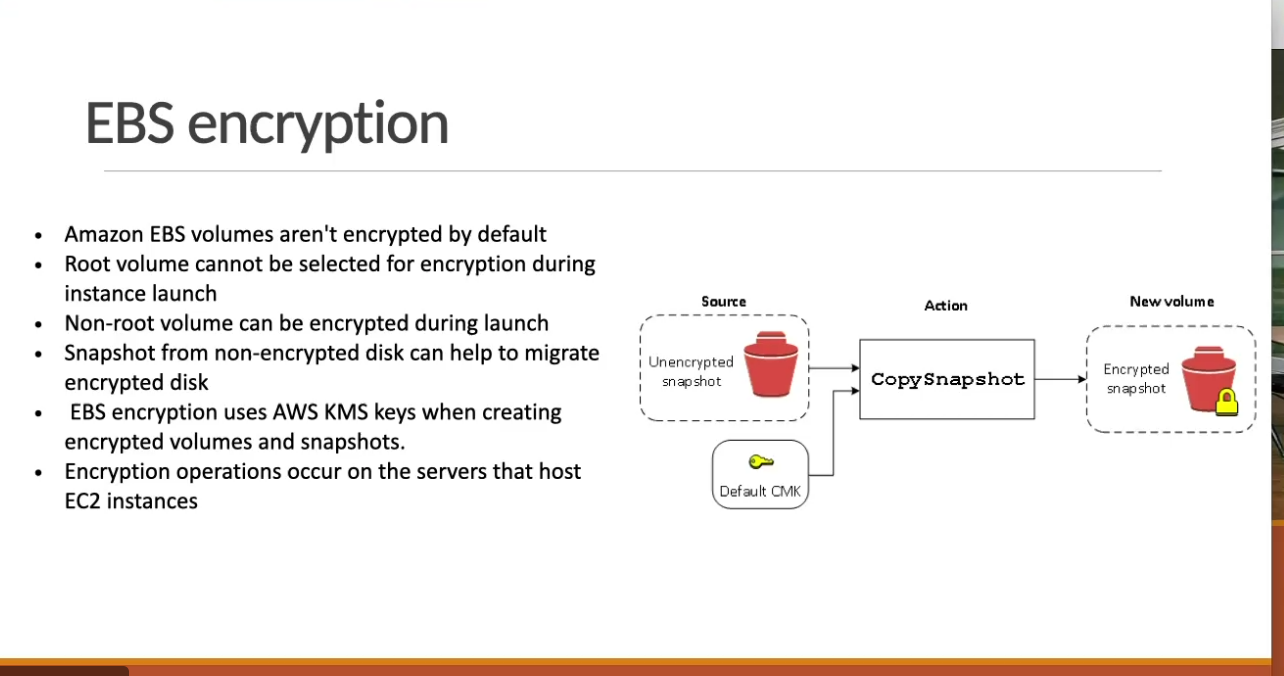 EBS encryption
• Amazon EBS volumes aren't encrypted by default
• Root volume cannot be selected for encryption during
instance launch
• Non-root volume can be encrypted during launch
• Snapshot from non-encrypted disk can help to migrate
encrypted disk
• EBS encryption uses AWS KMS keys when creating
encrypted volumes and snapshots.
• Encryption operations occur on the servers that host
EC2 instances
Source
Unencrypted
snapshot
Default CMK
Action
CopySnapshot
New volume
Encrypted
snapshot